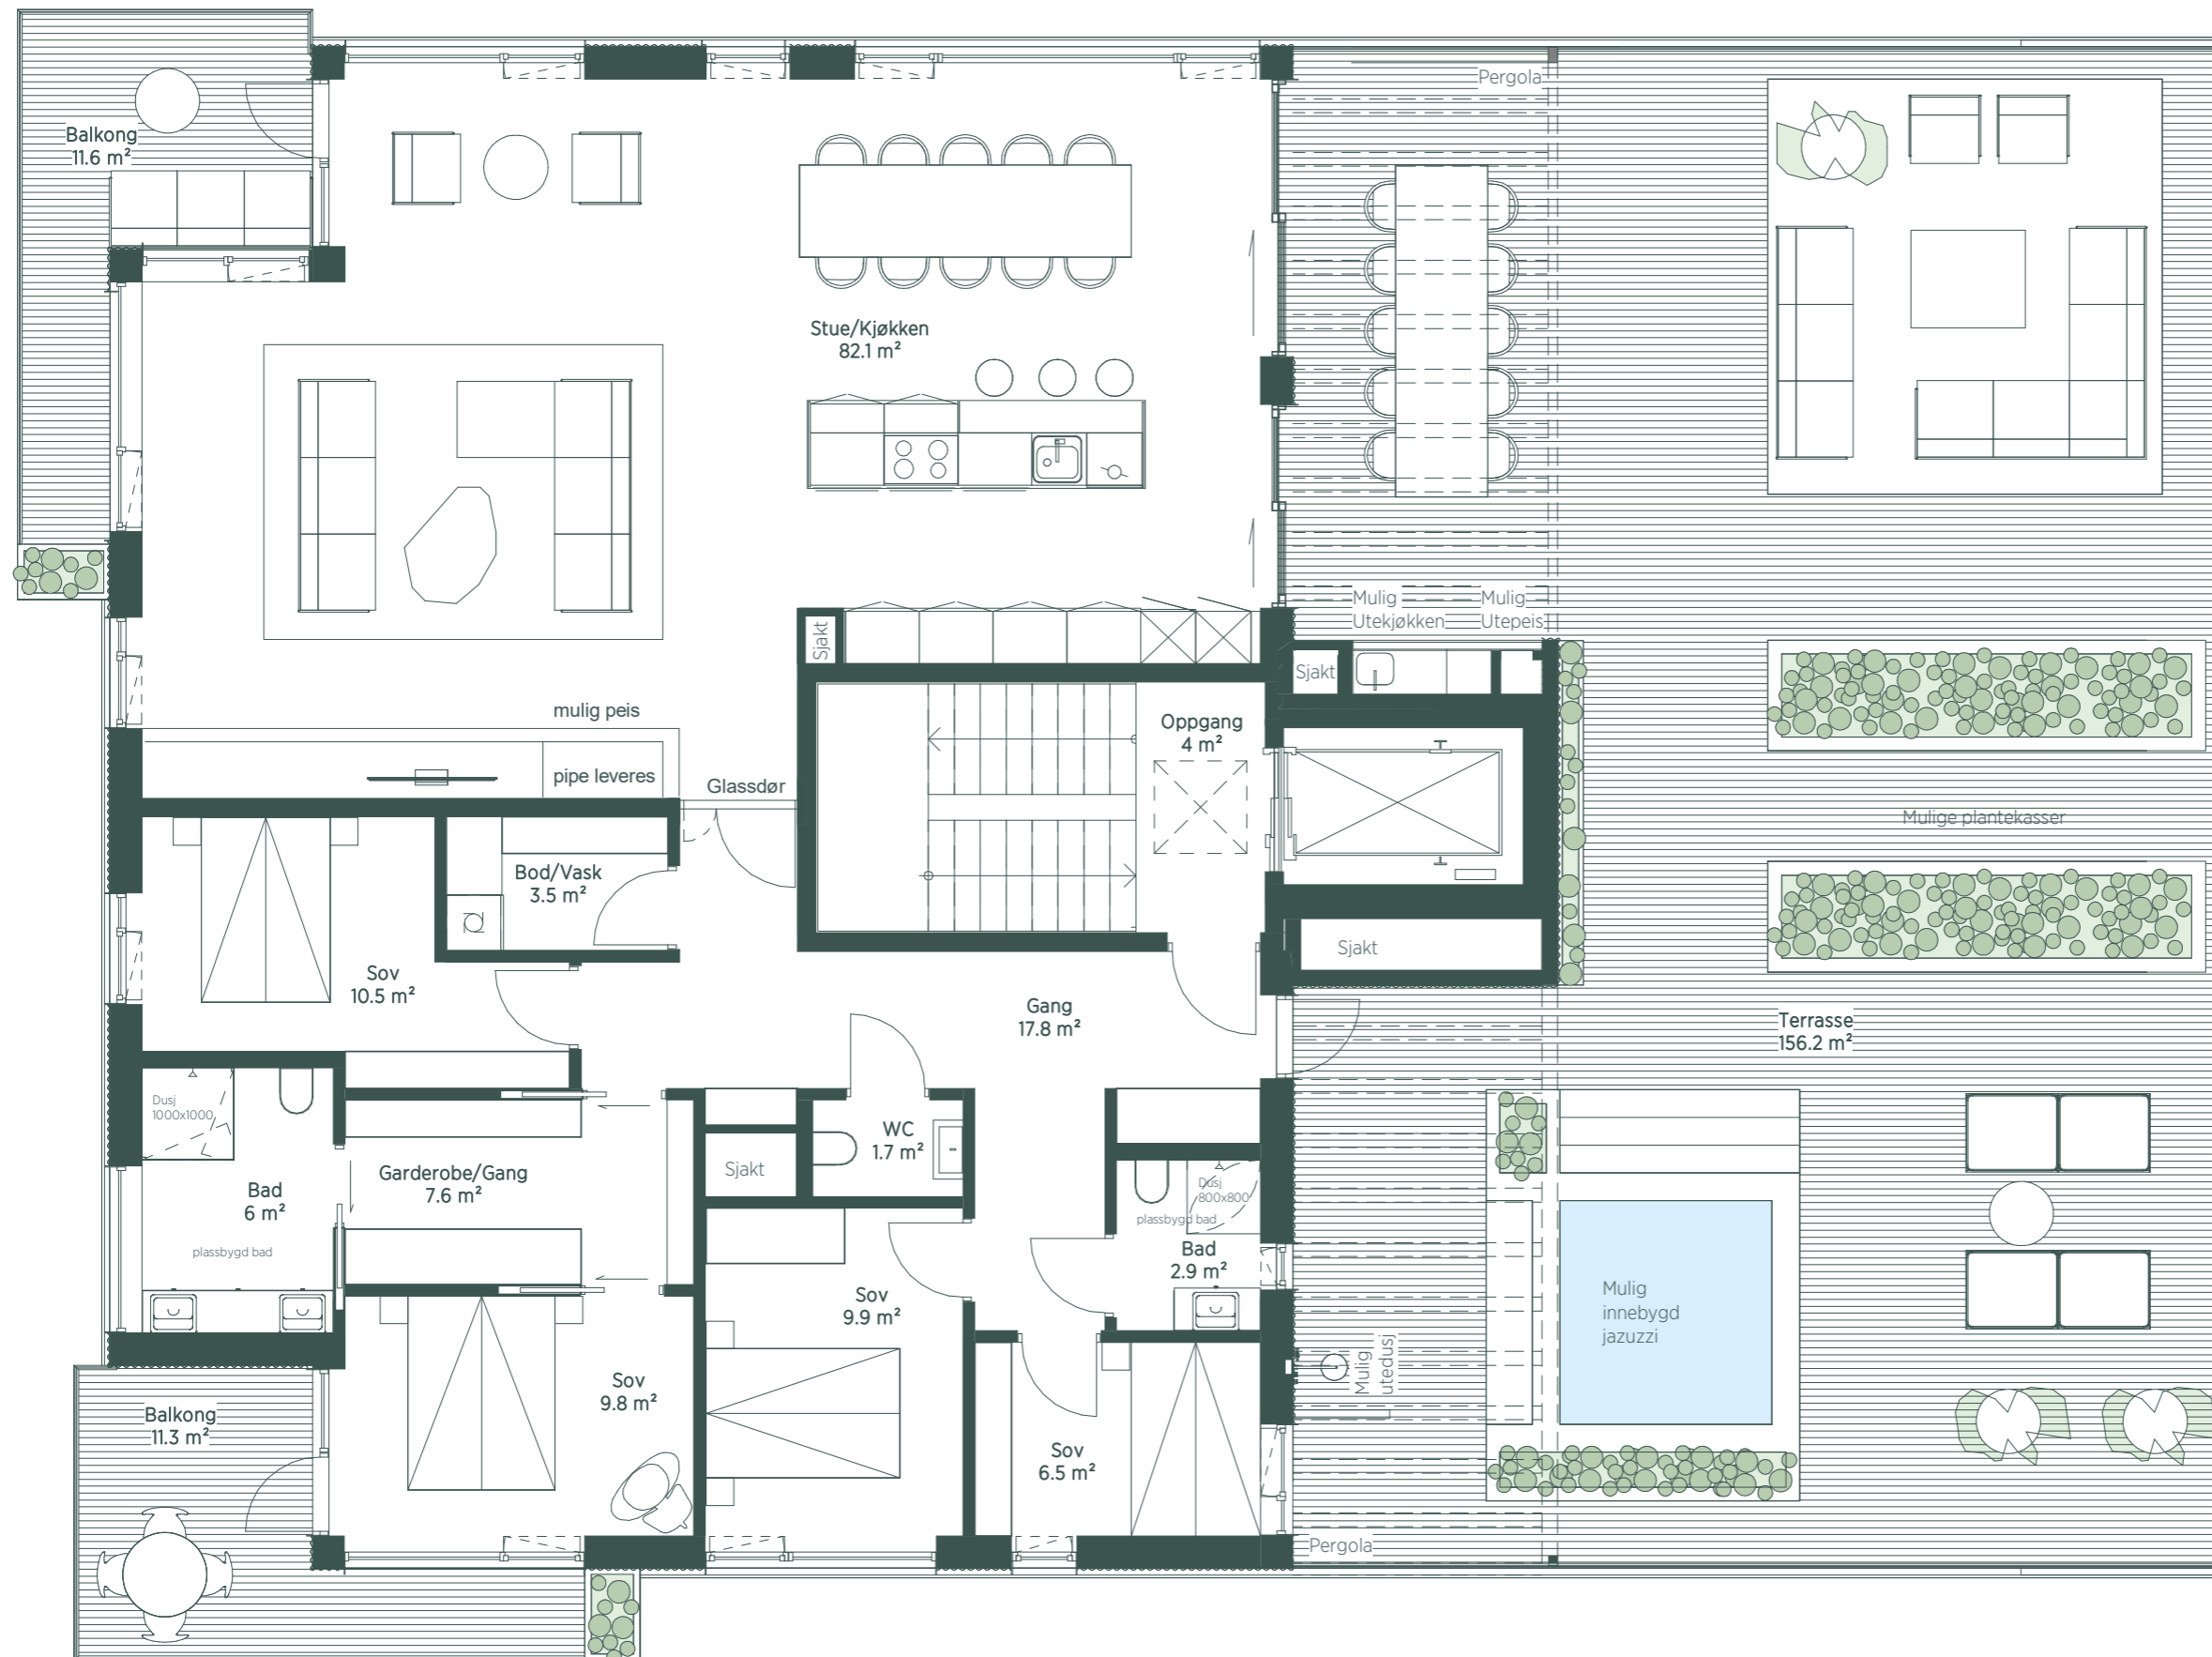 Pergola
Balkong
11.6 m²
Stue/Kjøkken
82.1 m²
Mulig
Utekjøkken
Mulig
Utepeis
Sjakt
Sjakt
mulig peis
Oppgang
4 m²
pipe leveres
Glassdør
Mulige plantekasser
Bod/Vask
3.5 m²
Sjakt
Sov
10.5 m²
Gang
17.8 m²
Terrasse
156.2 m²
Dusj
1000x1000
WC
1.7 m²
Sjakt
Garderobe/Gang
7.6 m²
Dusj
800x800
Bad
6 m²
plassbygd bad
plassbygd bad
Bad
2.9 m²
Sov
9.9 m²
Mulig
innebygd
jazuzzi
Mulig
utedusj
Sov
9.8 m²
Balkong
11.3 m²
Sov
6.5 m²
Pergola